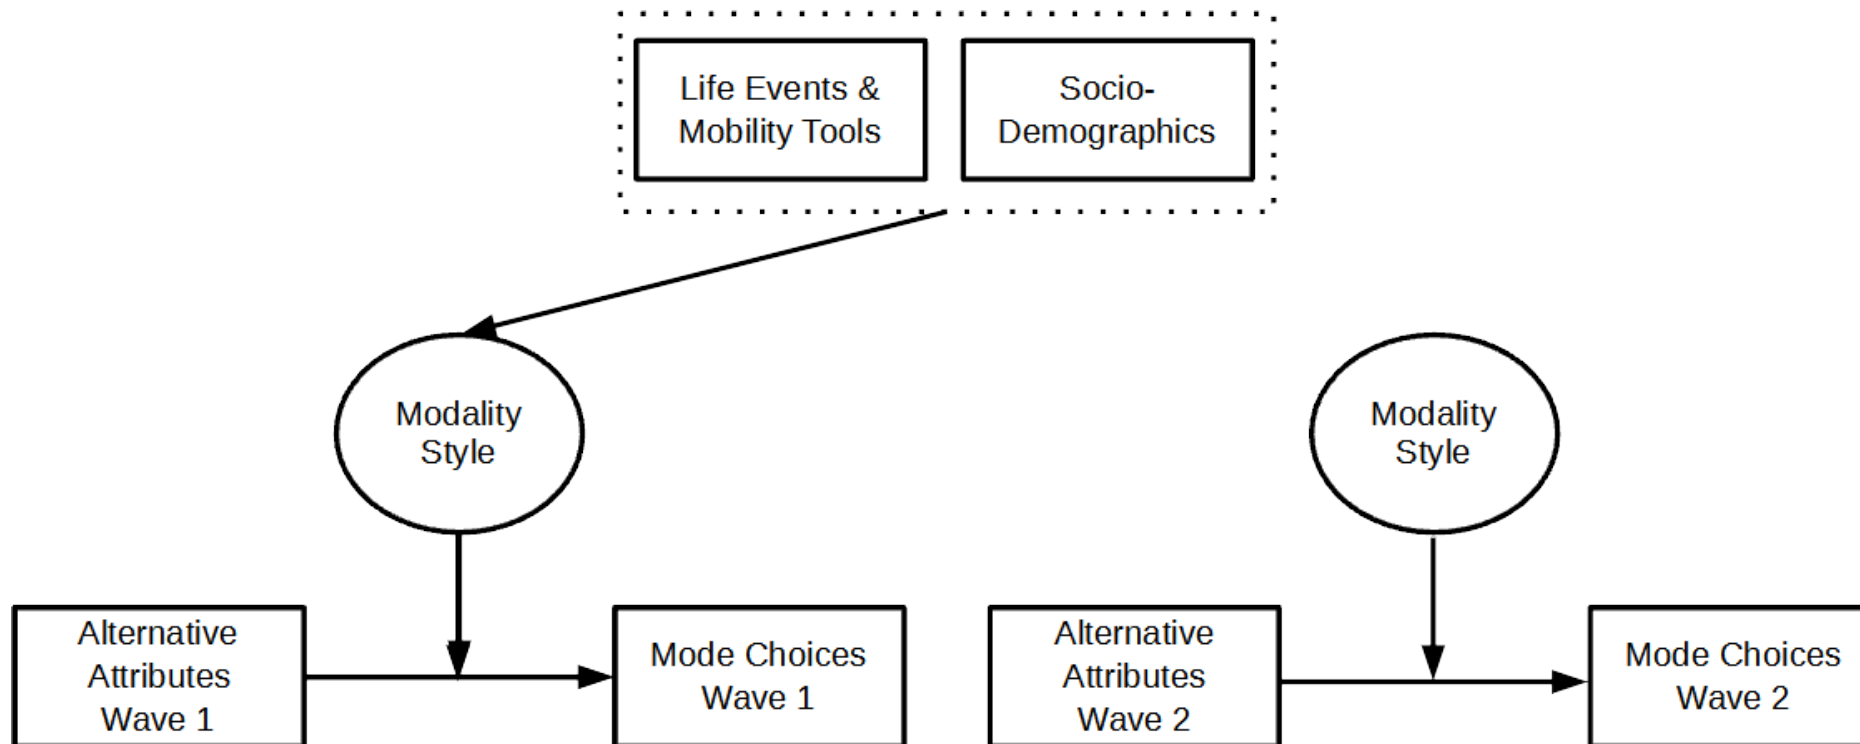 Life Events &
Mobility Tools
Socio-
Demographics
Modality
Style
Modality
Style
Alternative
Attributes
Wave 1
Mode Choices
Wave 1
Alternative
Attributes
Wave 2
Mode Choices
Wave 2